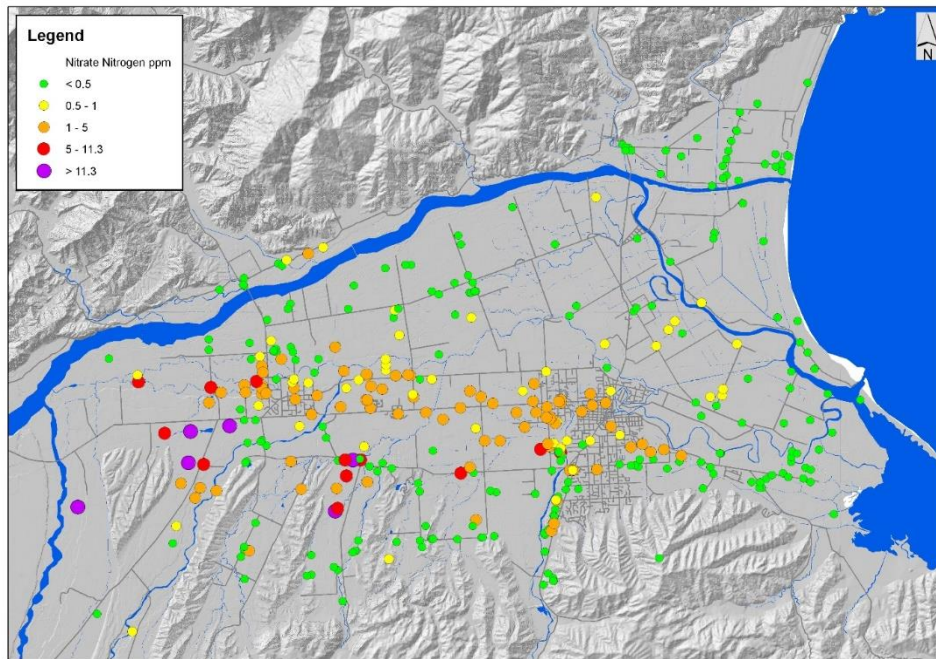 Legend
Nitrate Nitrogen ppm
< 0.5
0.5 - 1
1 - 5
5 - 11.3
> 11.3
N